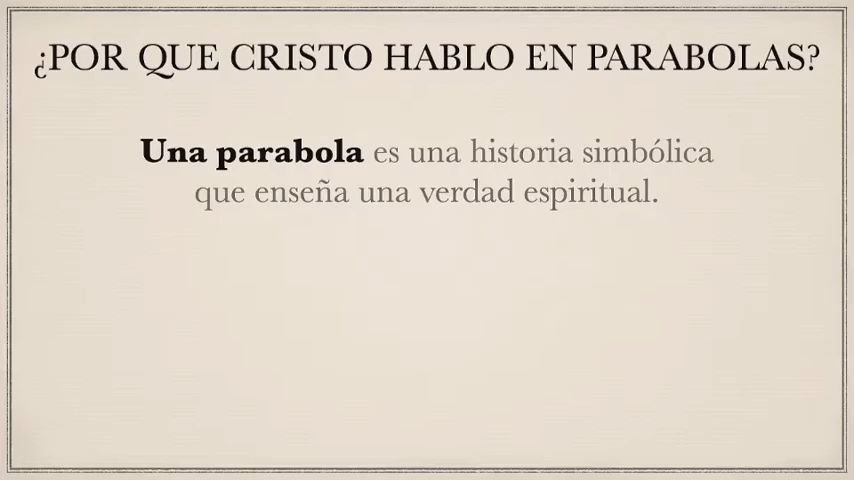 ¿POR QUE CRISTO HABLO EN PARABOLAS?
Una parabola es una historia simbólica
que enseña una verdad espiritual.